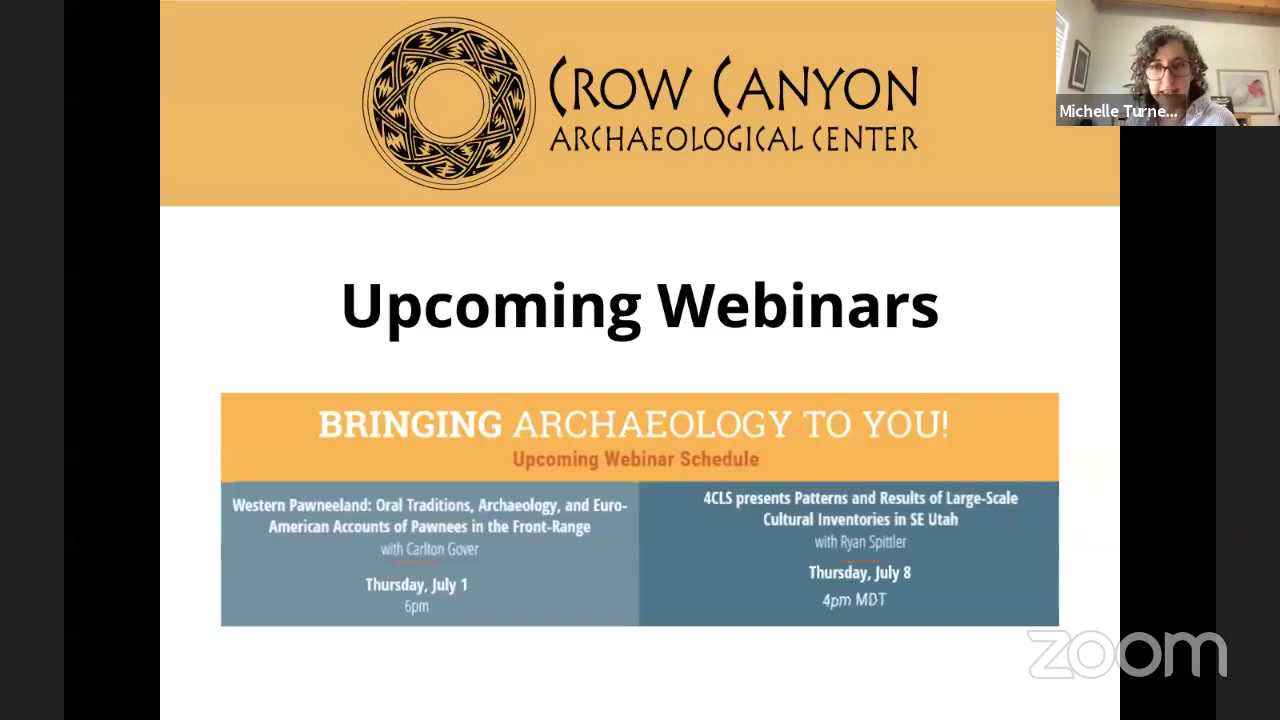 CROW CANYON
ARCHAEOLOGICAL CENTER
Michelle Turne...
Upcoming Webinars
BRINGING ARCHAEOLOGY TO YOU!
Upcoming Webinar Schedule
Western Pawneeland: Oral Traditions, Archaeology, and Euro-
American Accounts of Pawnees in the Front-Range
with Carlton Gover
Thursday, July 1
6pm
4CLS presents Patterns and Results of Large-Scale
Cultural Inventories in SE Utah
with Ryan Spittler
Thursday, July 8
4pm MDT
zoom